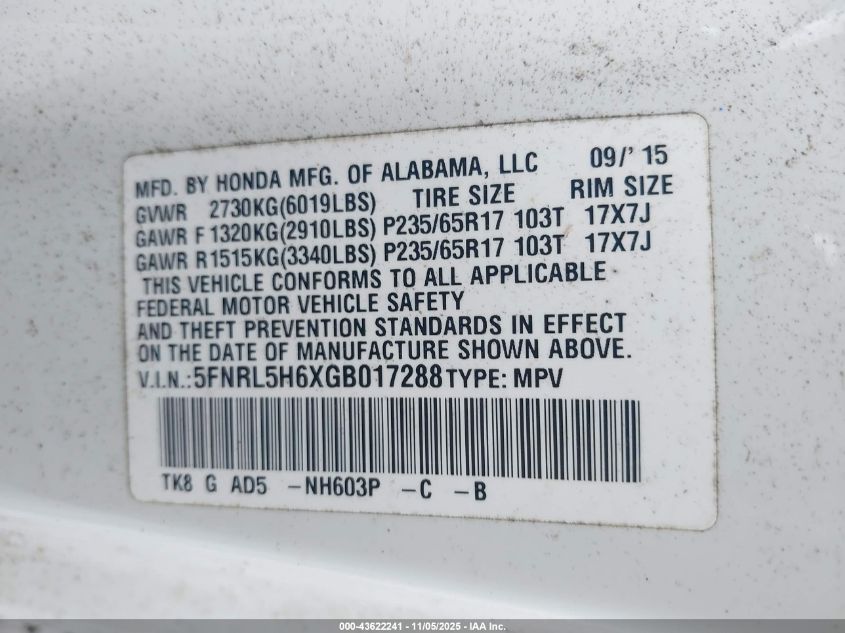 MFD. BY HONDA MFG. OF ALABAMA, LLC 09/' 15
GVWR 2730KG(6019LBS) TIRE SIZE RIM SIZE
GAWR F 1320KG(2910LBS) P235/65R17 103T 17X7J
GAWR R1515KG(3340LBS) P235/65R17 103T 17X7J
THIS VEHICLE CONFORMS TO ALL APPLICABLE
FEDERAL MOTOR VEHICLE SAFETY
AND THEFT PREVENTION STANDARDS IN EFFECT
ON THE DATE OF MANUFACTURE SHOWN ABOVE.
V.I.N.:5FNRL5H6XGB017288 TYPE: MPV
TK8 G AD5 -NH603P -C -B
000-43622241 - 11/05/2025 - IAA Inc.